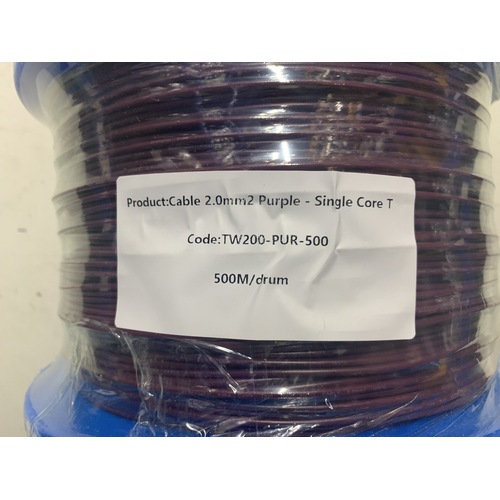 Product:Cable 2.0mm2 Purple - Single Core T
Code:TW200-PUR-500
500M/drum